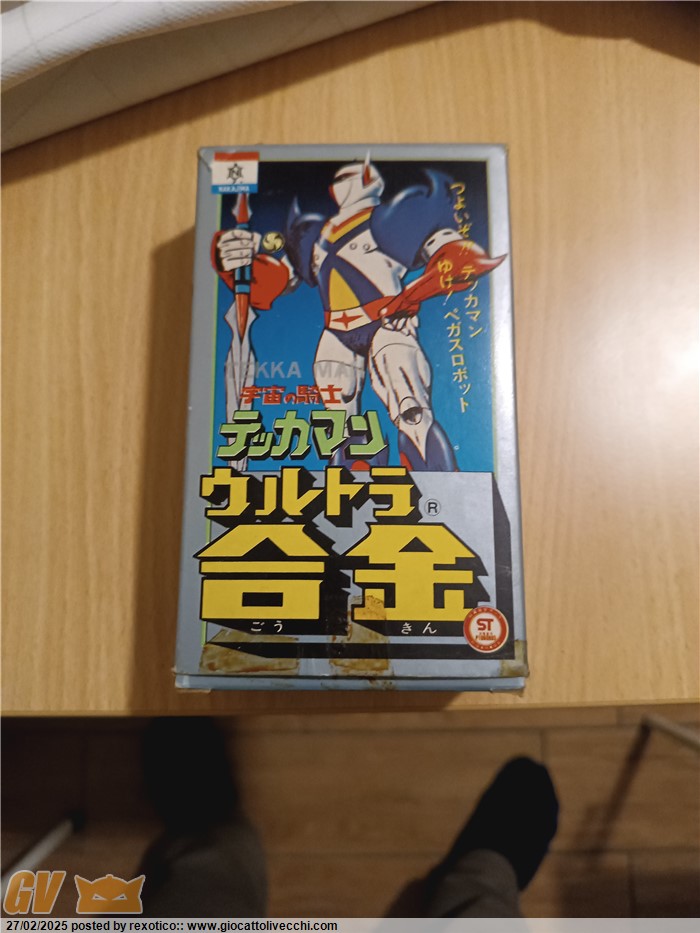 つよいぞ!! テッカマン
ゆけ! ペガスロボット
TEKKA MAN
宇宙の騎士
テッカマン
ウルトラ®
合金
ごうきん
ST
GV
27/02/2025 posted by rexotico:: www.giocattolivecchi.com